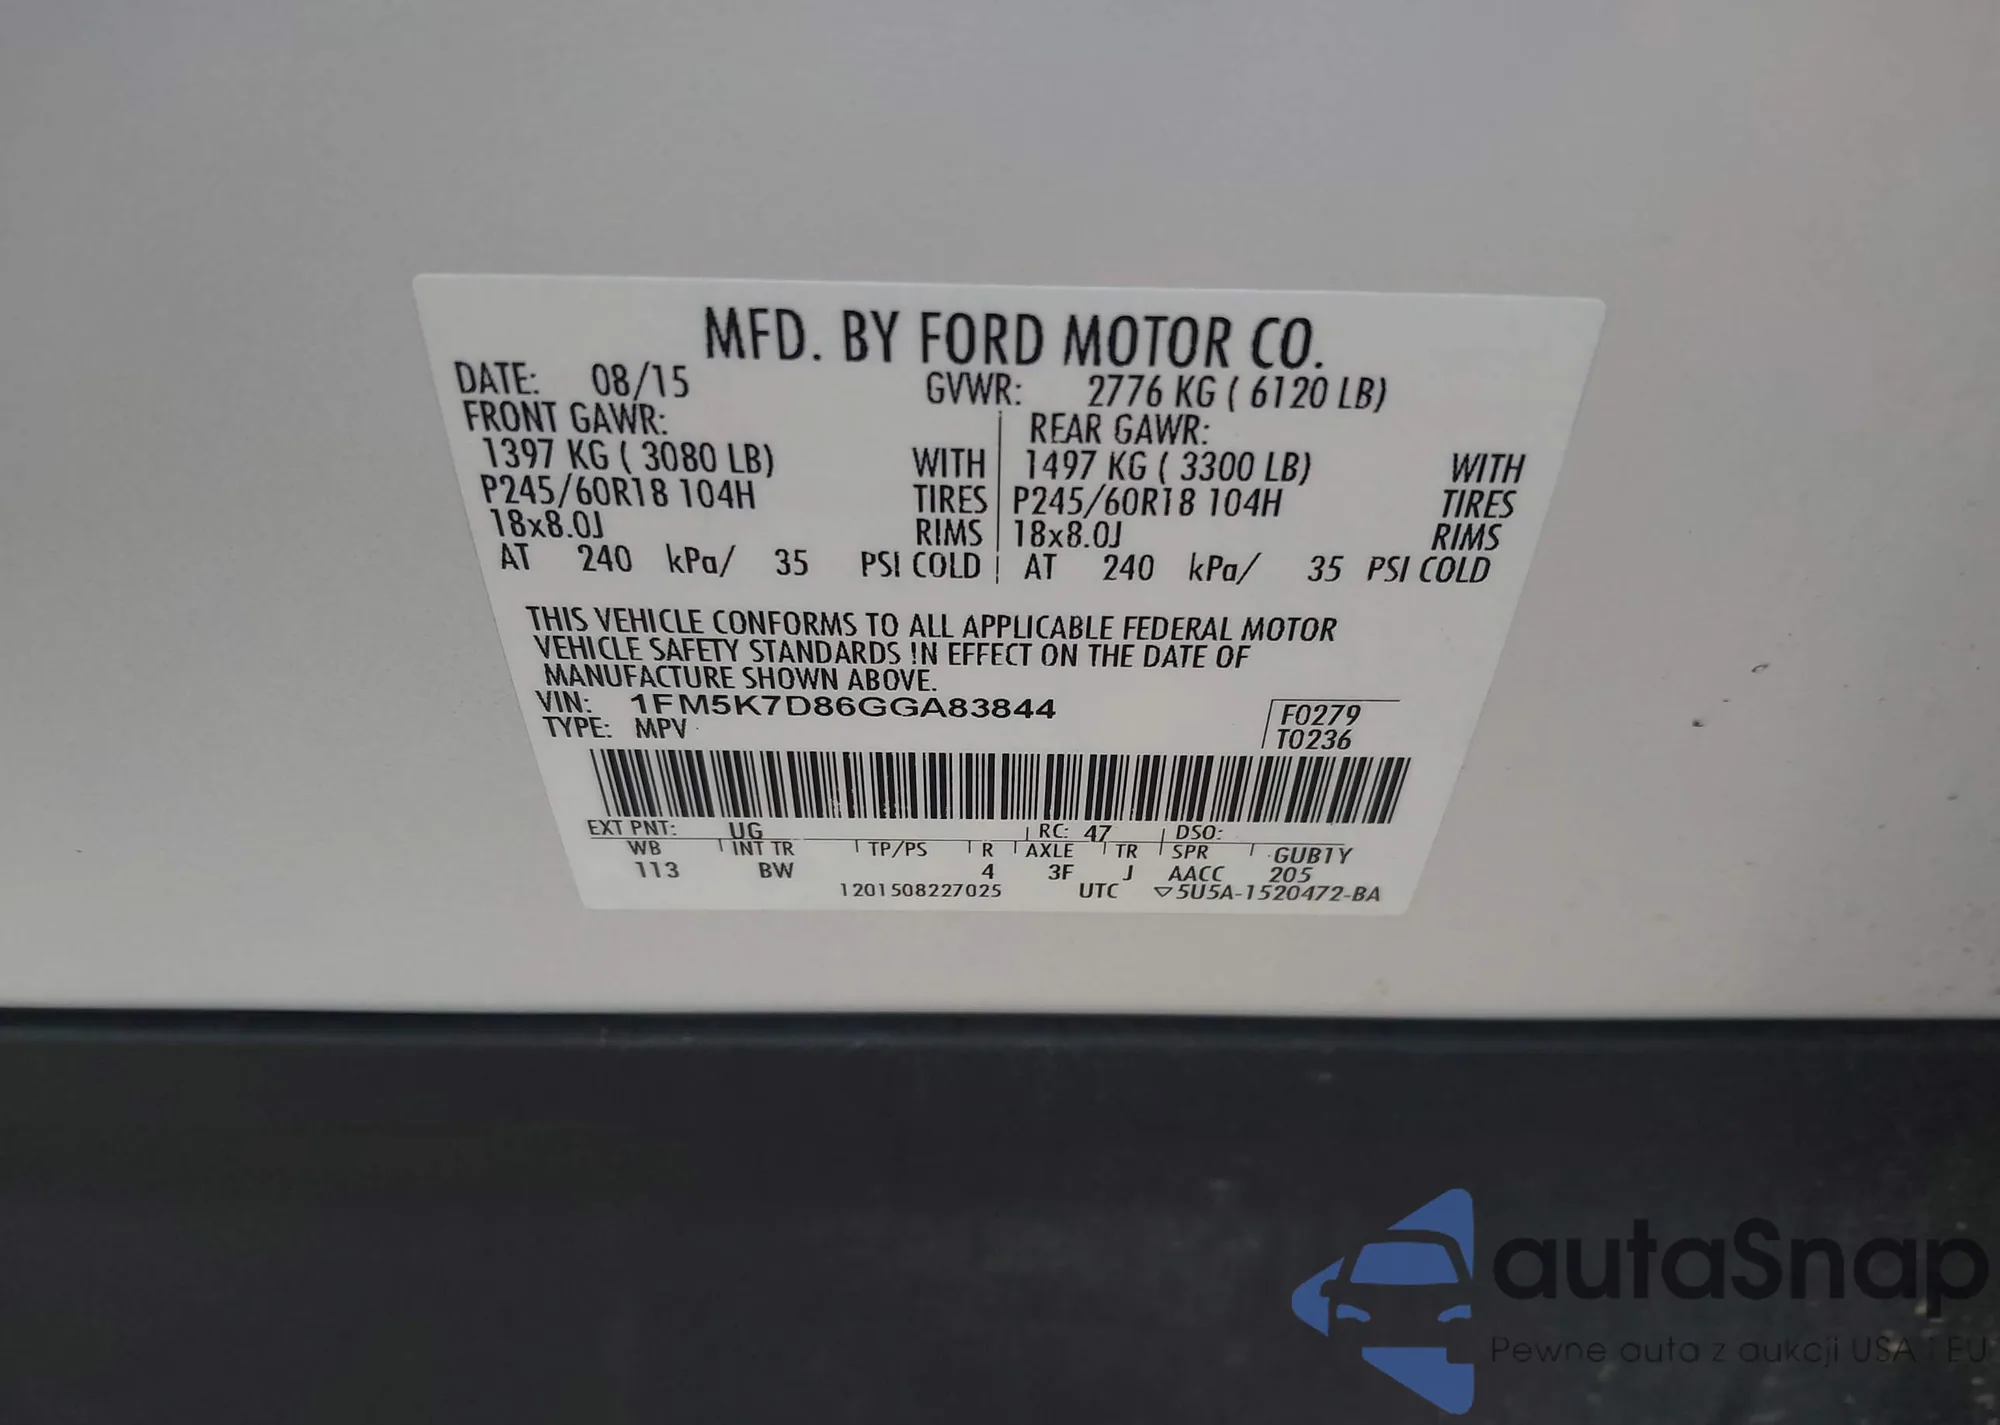 MFD. BY FORD MOTOR CO.
DATE: 08/15 GVWR: 2776 KG ( 6120 LB)
FRONT GAWR: REAR GAWR:
1397 KG ( 3080 LB) WITH 1497 KG ( 3300 LB) WITH
P245/60R18 104H TIRES P245/60R18 104H TIRES
18x8.0J RIMS 18x8.0J RIMS
AT 240 kPa/ 35 PSI COLD AT 240 kPa/ 35 PSI COLD
THIS VEHICLE CONFORMS TO ALL APPLICABLE FEDERAL MOTOR
VEHICLE SAFETY STANDARDS IN EFFECT ON THE DATE OF
MANUFACTURE SHOWN ABOVE.
VIN: 1FM5K7D86GGA83844 F0279
TYPE: MPV T0236
EXT PNT: UG RC: 47 DSO:
WB INT TR TP/PS R AXLE TR SPR GUB1Y
113 BW 4 3F J AACC 205
1201508227025 UTC ▽5U5A-1520472-BA
autaSnap
Pewne auta z aukcji USA i EU